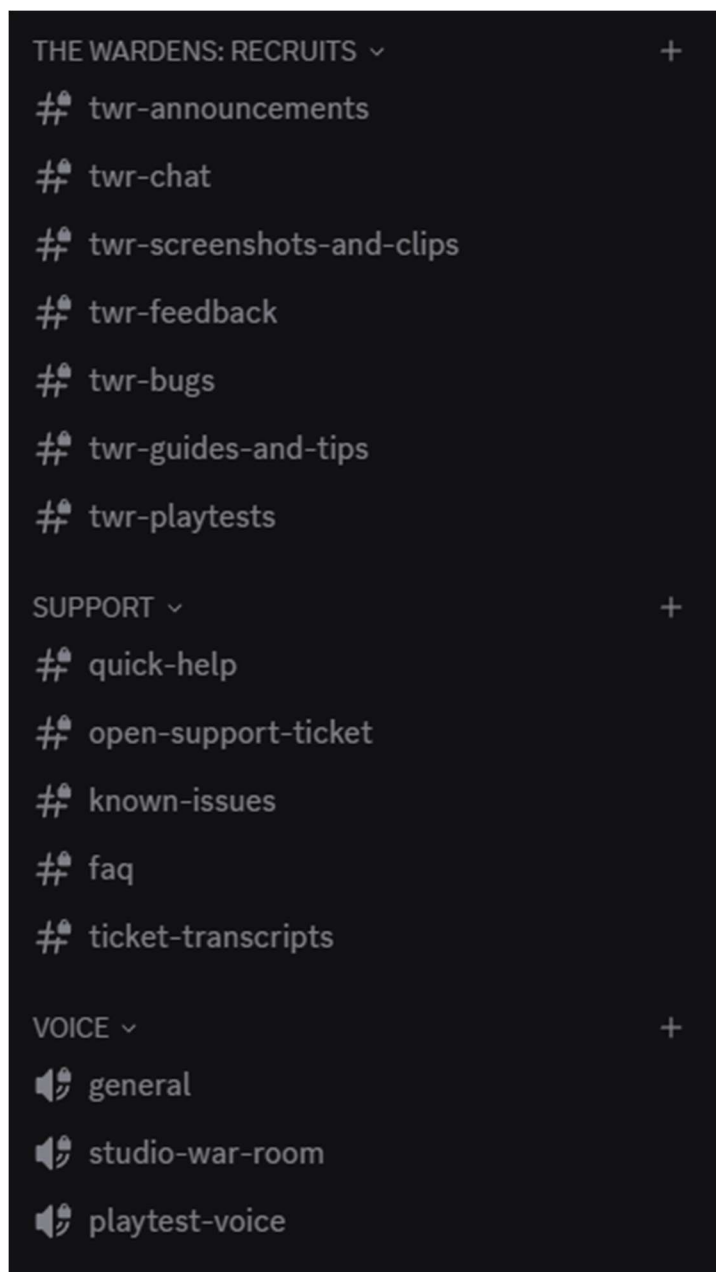 THE WARDENS: RECRUITS
twr-announcements
twr-chat
twr-screenshots-and-clips
twr-feedback
twr-bugs
twr-guides-and-tips
twr-playtests
SUPPORT
quick-help
open-support-ticket
known-issues
faq
ticket-transcripts
VOICE
general
studio-war-room
playtest-voice